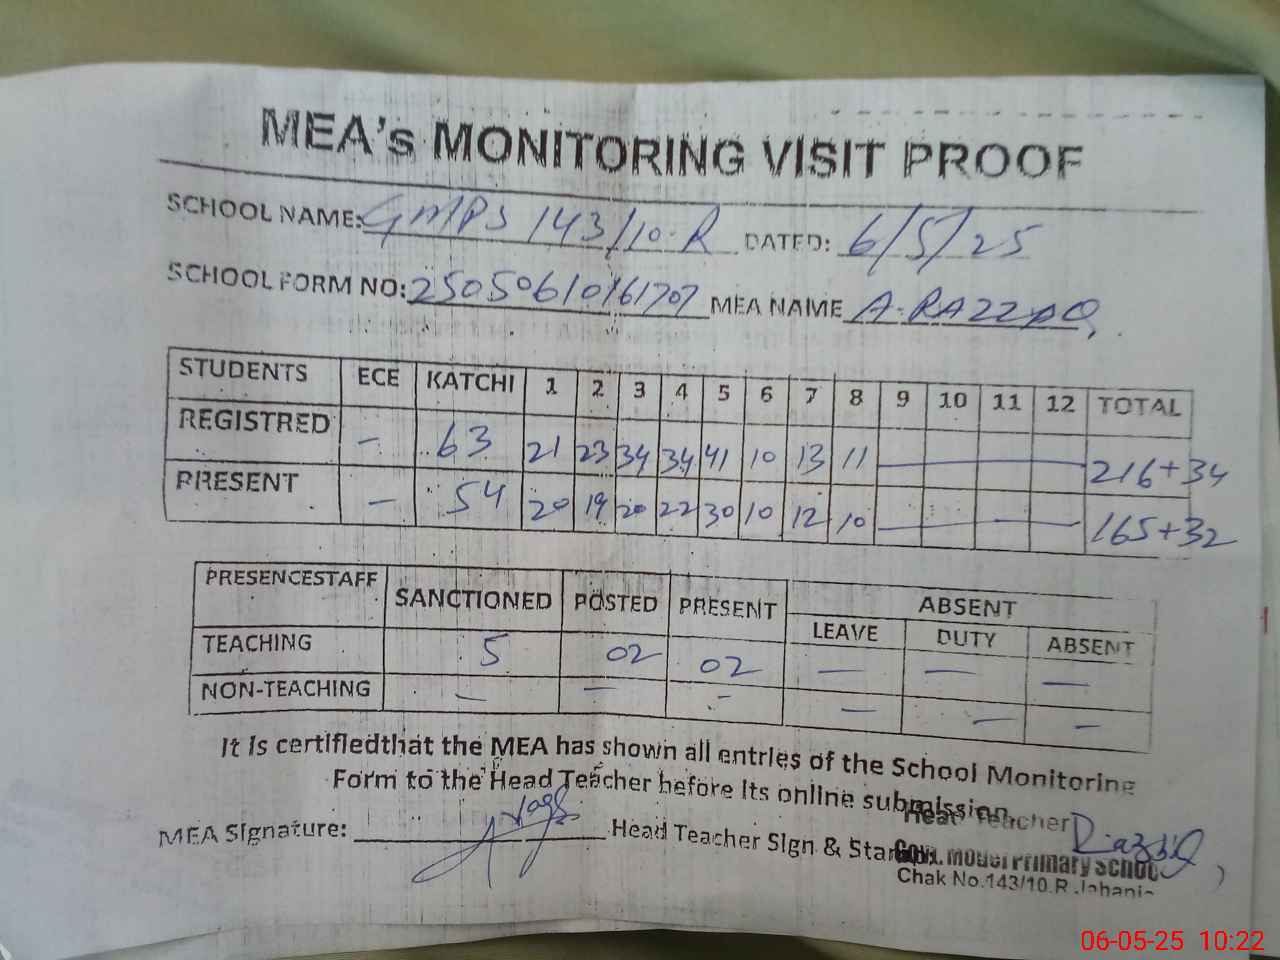 MEA's MONITORING VISIT PROOF
SCHOOL NAME: GMPS 143/10.R DATED: 6/5/25
SCHOOL FORM NO: 25050610161707 MEA NAME A.RAZZAQ
STUDENTS ECE KATCHI 1 2 3 4 5 6 7 8 9 10 11 12 TOTAL
REGISTRED - 63 21 23 34 34 41 10 13 11 216+34
PRESENT - 54 20 19 20 22 30 10 12 10 165+32
PRESENCESTAFF SANCTIONED POSTED PRESENT ABSENT
LEAVE DUTY ABSENT
TEACHING 5 02 02 - - -
NON-TEACHING - - - - - -
It is certifiedthat the MEA has shown all entries of the School Monitoring
Form to the Head Teacher before its online submission.
MEA Signature: Head Teacher Sign & Stamp
Head Teacher
Govt. Model Primary School
Chak No.143/10.R Jahania
06-05-25 10:22